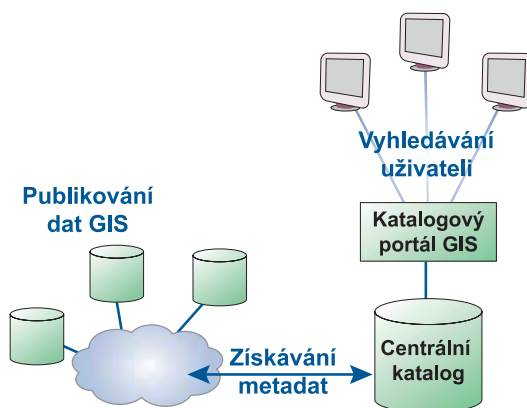 Vyhledávání
uživateli
Publikování
dat GIS
Katalogový
portál GIS
Získávání
metadat
Centrální
katalog